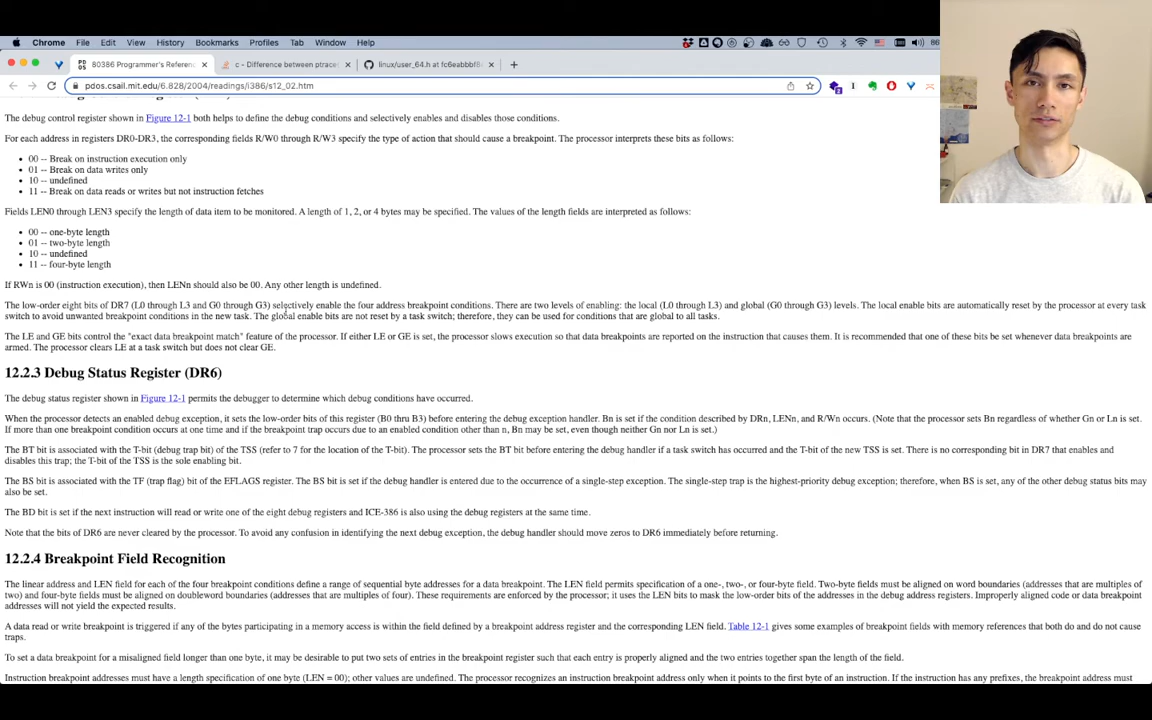 Chrome File Edit View History Bookmarks Profiles Tab Window Help
80386 Programmer's Referenc
c - Difference between ptrace
linux/user_64.h at fc6eabbbf8
pdos.csail.mit.edu/6.828/2004/readings/i386/s12_02.htm
The debug control register shown in Figure 12-1 both helps to define the debug conditions and selectively enables and disables those conditions.
For each address in registers DR0-DR3, the corresponding fields R/W0 through R/W3 specify the type of action that should cause a breakpoint. The processor interprets these bits as follows:
• 00 -- Break on instruction execution only
• 01 -- Break on data writes only
• 10 -- undefined
• 11 -- Break on data reads or writes but not instruction fetches
Fields LEN0 through LEN3 specify the length of data item to be monitored. A length of 1, 2, or 4 bytes may be specified. The values of the length fields are interpreted as follows:
• 00 -- one-byte length
• 01 -- two-byte length
• 10 -- undefined
• 11 -- four-byte length
If RWn is 00 (instruction execution), then LENn should also be 00. Any other length is undefined.
The low-order eight bits of DR7 (L0 through L3 and G0 through G3) selectively enable the four address breakpoint conditions. There are two levels of enabling: the local (L0 through L3) and global (G0 through G3) levels. The local enable bits are automatically reset by the processor at every task
switch to avoid unwanted breakpoint conditions in the new task. The global enable bits are not reset by a task switch; therefore, they can be used for conditions that are global to all tasks.
The LE and GE bits control the "exact data breakpoint match" feature of the processor. If either LE or GE is set, the processor slows execution so that data breakpoints are reported on the instruction that causes them. It is recommended that one of these bits be set whenever data breakpoints are
armed. The processor clears LE at a task switch but does not clear GE.
12.2.3 Debug Status Register (DR6)
The debug status register shown in Figure 12-1 permits the debugger to determine which debug conditions have occurred.
When the processor detects an enabled debug exception, it sets the low-order bits of this register (B0 thru B3) before entering the debug exception handler. Bn is set if the condition described by DRn, LENn, and R/Wn occurs. (Note that the processor sets Bn regardless of whether Gn or Ln is set.
If more than one breakpoint condition occurs at one time and if the breakpoint trap occurs due to an enabled condition other than n, Bn may be set, even though neither Gn nor Ln is set.)
The BT bit is associated with the T-bit (debug trap bit) of the TSS (refer to 7 for the location of the T-bit). The processor sets the BT bit before entering the debug handler if a task switch has occurred and the T-bit of the new TSS is set. There is no corresponding bit in DR7 that enables and
disables this trap; the T-bit of the TSS is the sole enabling bit.
The BS bit is associated with the TF (trap flag) bit of the EFLAGS register. The BS bit is set if the debug handler is entered due to the occurrence of a single-step exception. The single-step trap is the highest-priority debug exception; therefore, when BS is set, any of the other debug status bits may
also be set.
The BD bit is set if the next instruction will read or write one of the eight debug registers and ICE-386 is also using the debug registers at the same time.
Note that the bits of DR6 are never cleared by the processor. To avoid any confusion in identifying the next debug exception, the debug handler should move zeros to DR6 immediately before returning.
12.2.4 Breakpoint Field Recognition
The linear address and LEN field for each of the four breakpoint conditions define a range of sequential byte addresses for a data breakpoint. The LEN field permits specification of a one-, two-, or four-byte field. Two-byte fields must be aligned on word boundaries (addresses that are multiples of
two) and four-byte fields must be aligned on doubleword boundaries (addresses that are multiples of four). These requirements are enforced by the processor; it uses the LEN bits to mask the low-order bits of the addresses in the debug address registers. Improperly aligned code or data breakpoint
addresses will not yield the expected results.
A data read or write breakpoint is triggered if any of the bytes participating in a memory access is within the field defined by a breakpoint address register and the corresponding LEN field. Table 12-1 gives some examples of breakpoint fields with memory references that both do and do not cause
traps.
To set a data breakpoint for a misaligned field longer than one byte, it may be desirable to put two sets of entries in the breakpoint register such that each entry is properly aligned and the two entries together span the length of the field.
Instruction breakpoint addresses must have a length specification of one byte (LEN = 00); other values are undefined. The processor recognizes an instruction breakpoint address only when it points to the first byte of an instruction. If the instruction has any prefixes, the breakpoint address must